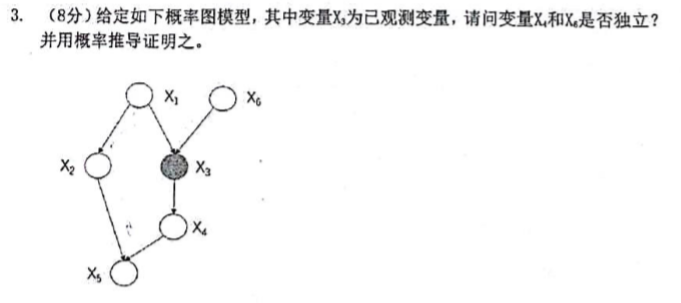 3. （8分）给定如下概率图模型，其中变量X₃为已观测变量，请问变量X₄和X₆是否独立？
并用概率推导证明之。
X₁
X₆
X₂
X₃
X₄
X₅